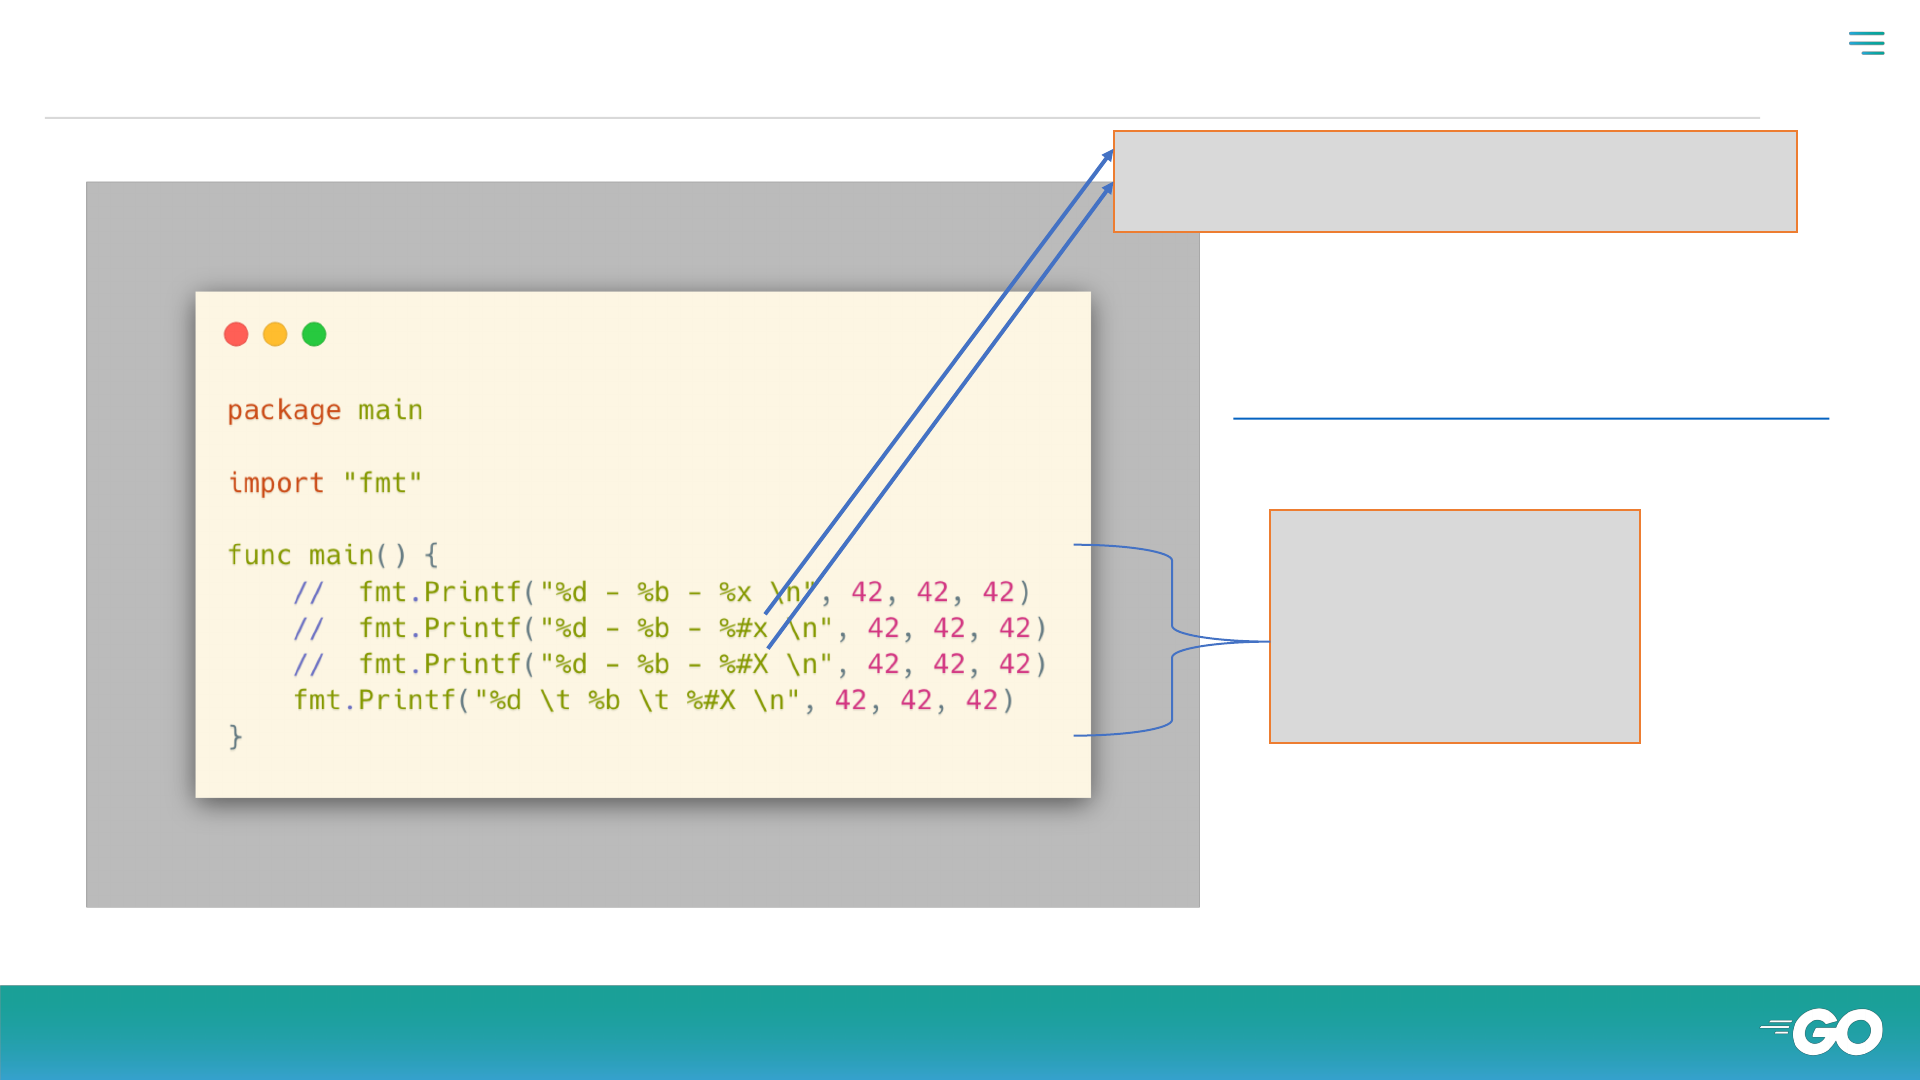 package main
import "fmt"
func main() {
    //  fmt.Printf("%d - %b - %x \n", 42, 42, 42)
    //  fmt.Printf("%d - %b - %#x \n", 42, 42, 42)
    //  fmt.Printf("%d - %b - %#X \n", 42, 42, 42)
    fmt.Printf("%d \t %b \t %#X \n", 42, 42, 42)
}
GO